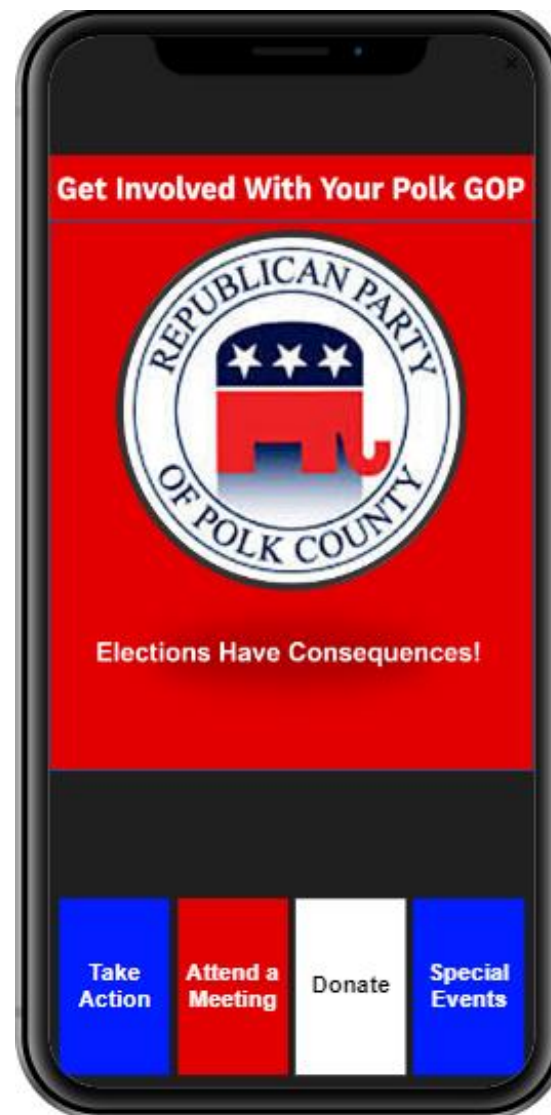 Get Involved With Your Polk GOP
REPUBLICAN PARTY
OF POLK COUNTY
Elections Have Consequences!
Take
Action
Attend a
Meeting
Donate
Special
Events